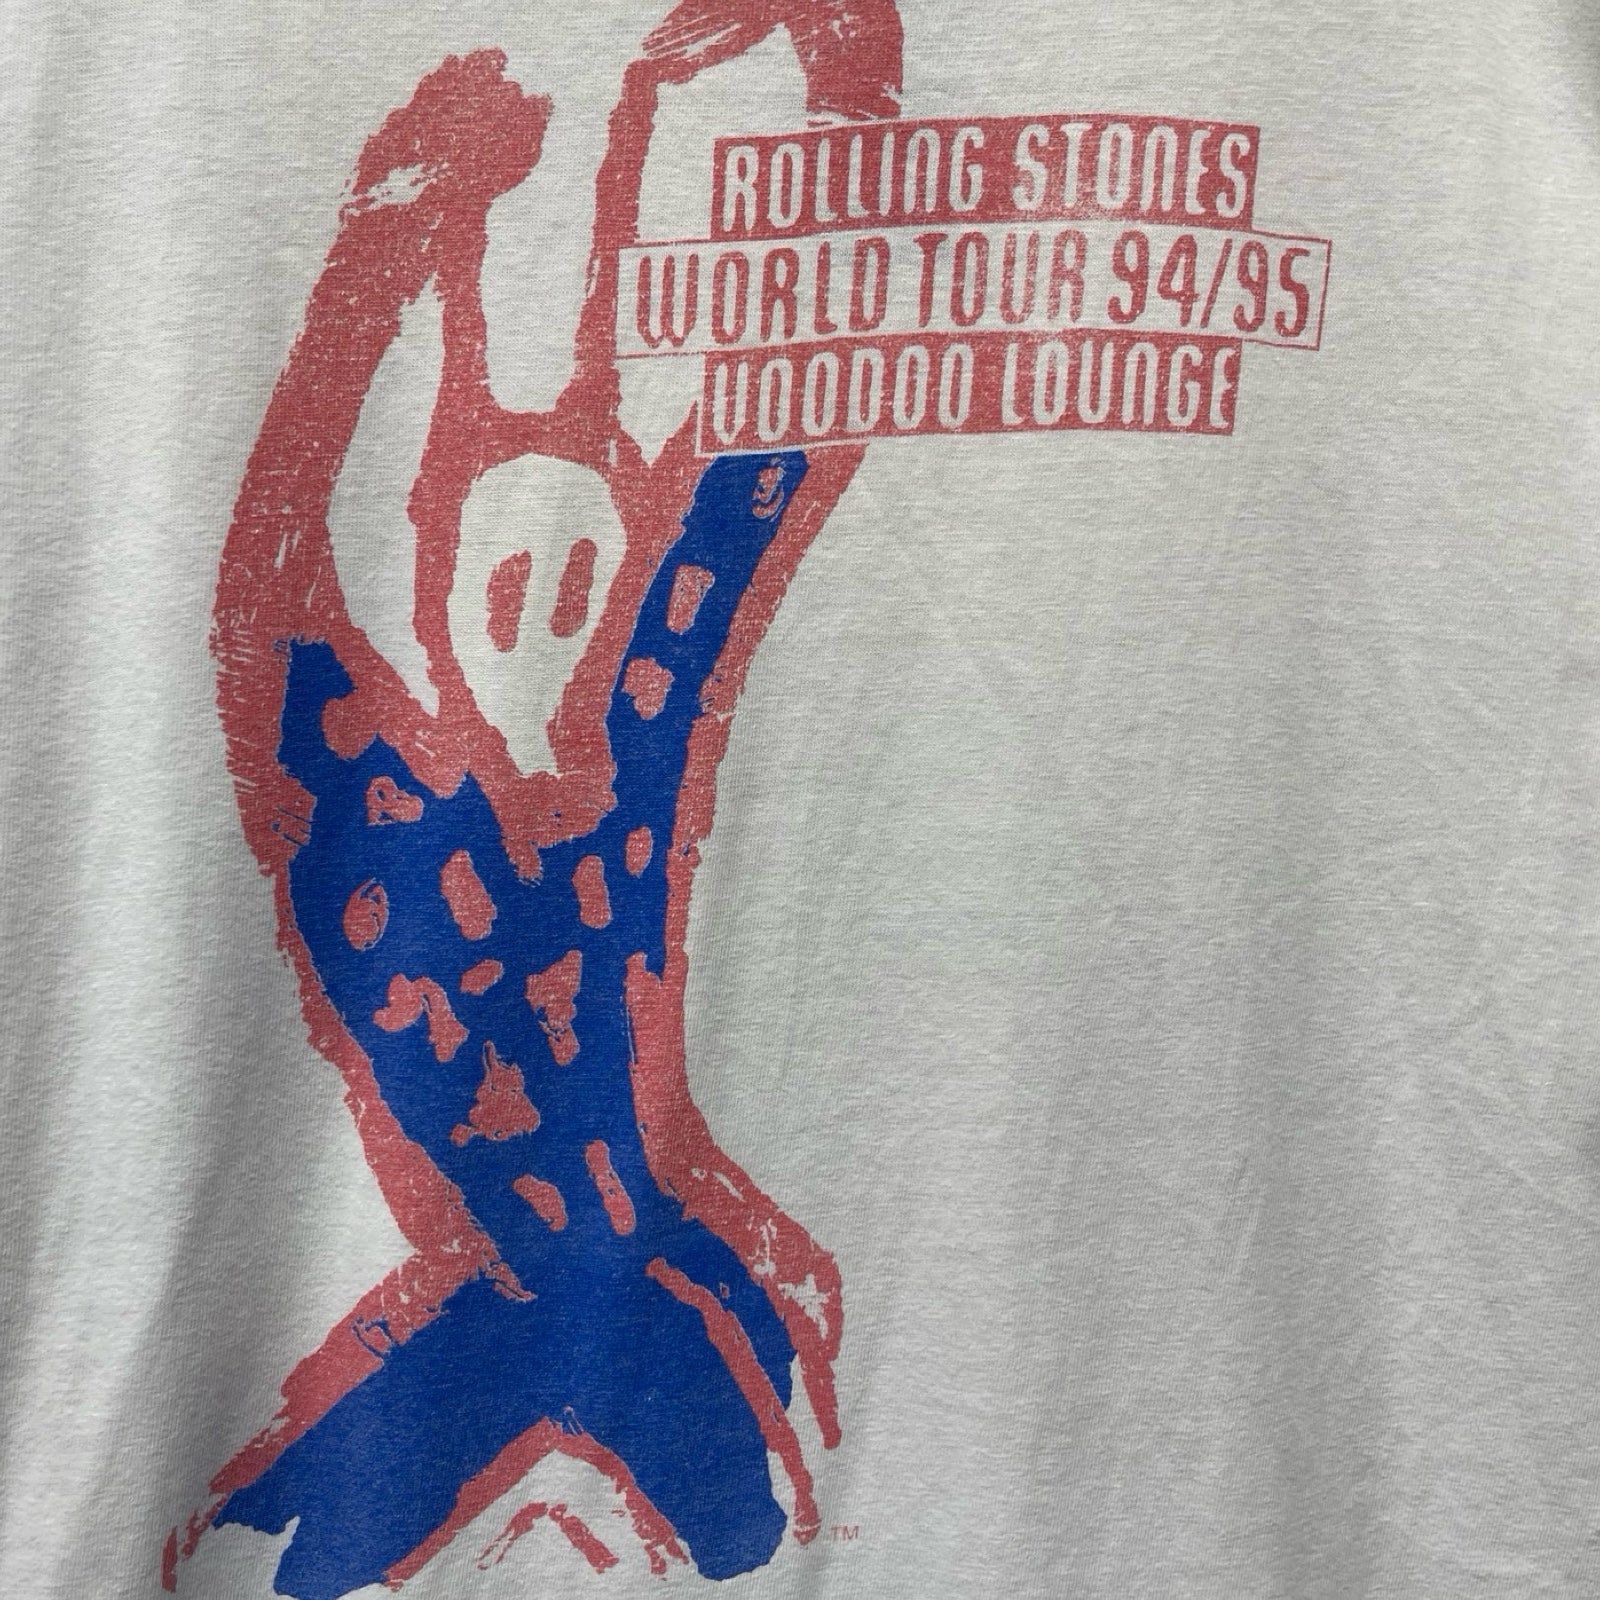 ROLLING STONES
WORLD TOUR 94/95
VOODOO LOUNGE
TM